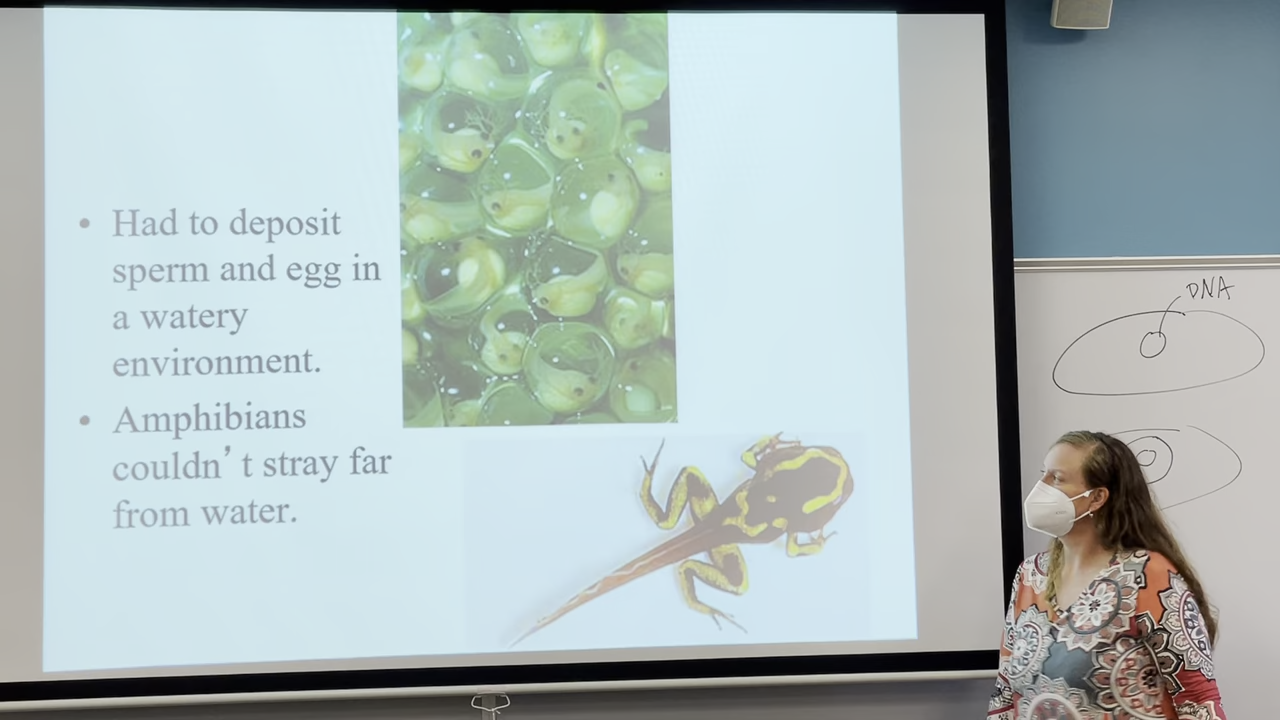 • Had to deposit
sperm and egg in
a watery
environment.
• Amphibians
couldn’ t stray far
from water.
DNA